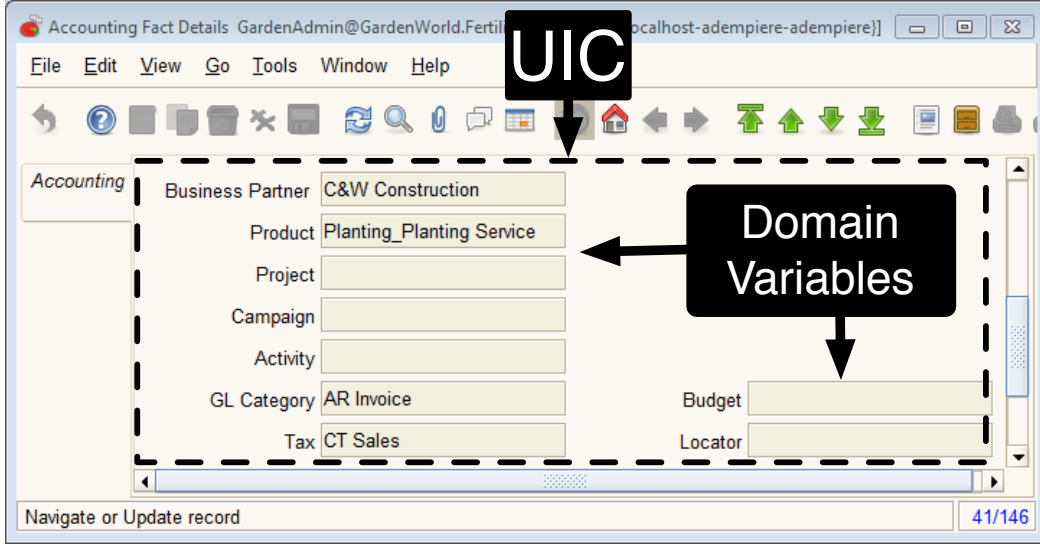 Accounting Fact Details GardenAdmin@GardenWorld.Fertili ocalhost-adempiere-adempiere}]
UIC
File Edit View Go Tools Window Help
Accounting
Business Partner C&W Construction
Product Planting_Planting Service
Domain
Variables
Project
Campaign
Activity
GL Category AR Invoice Budget
Tax CT Sales Locator
Navigate or Update record 41/146